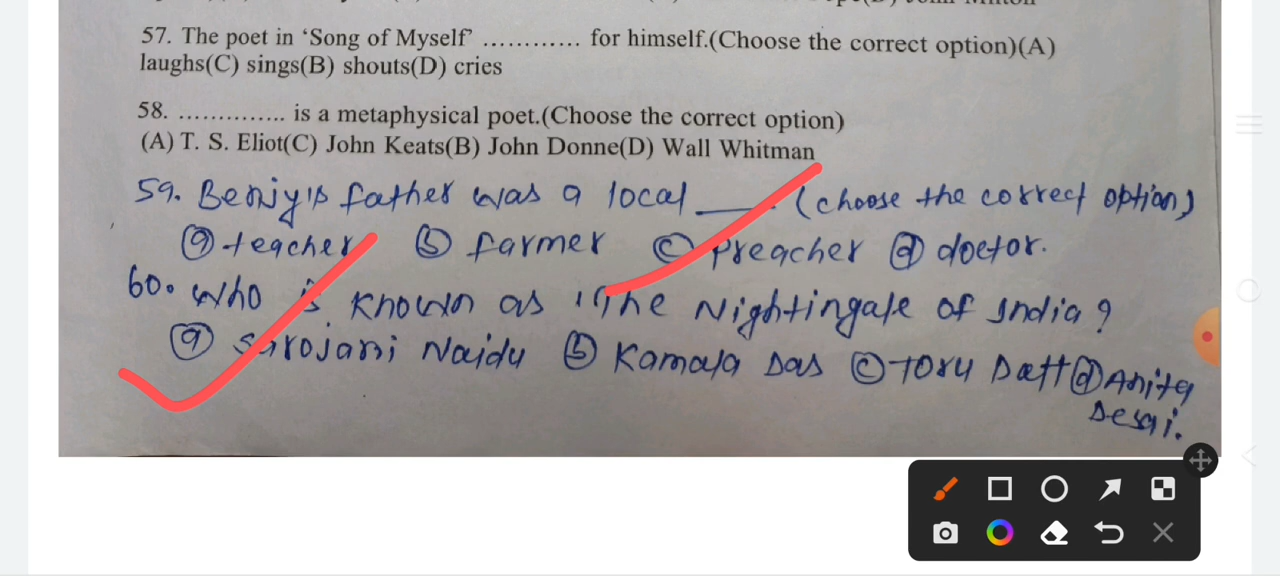 57. The poet in ‘Song of Myself’ ............ for himself.(Choose the correct option)(A)
laughs(C) sings(B) shouts(D) cries
58. .............. is a metaphysical poet.(Choose the correct option)
(A) T. S. Eliot(C) John Keats(B) John Donne(D) Wall Whitman
59. Benjy's father was a local ___. (choose the correct option)
(a) teacher (b) farmer (c) preacher (d) doctor.
60. Who is known as 'The Nightingale of India?
(a) Sarojani Naidu (b) Kamala Das (c) Toru Datt (d) Anita
Desai.